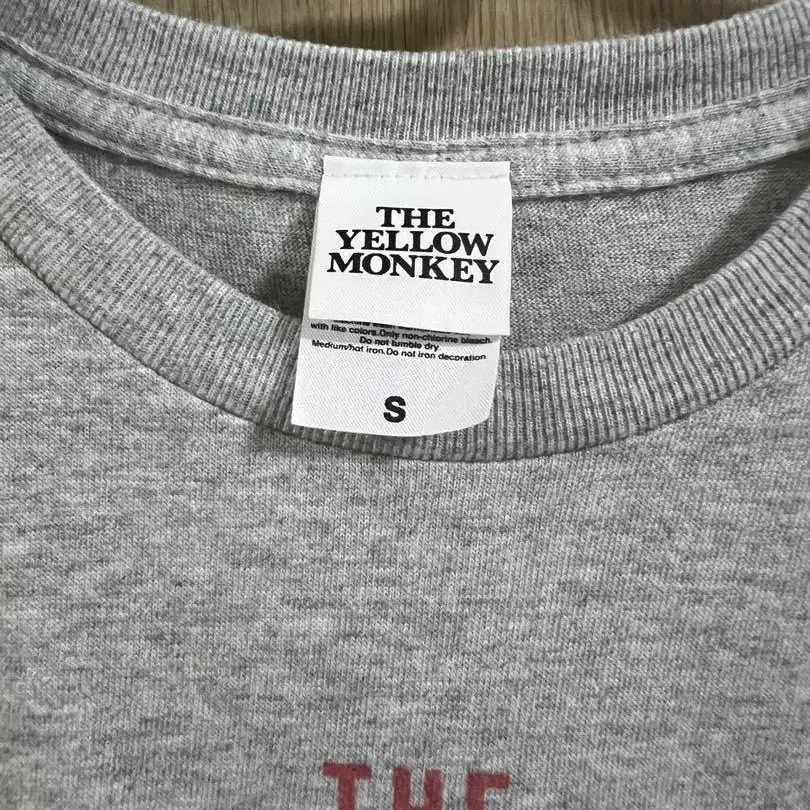 THE
YELLOW
MONKEY
with like colors.Only non-chlorine bleach.
Do not tumble dry.
Medium/hot iron.Do not iron decoration.
S
THE